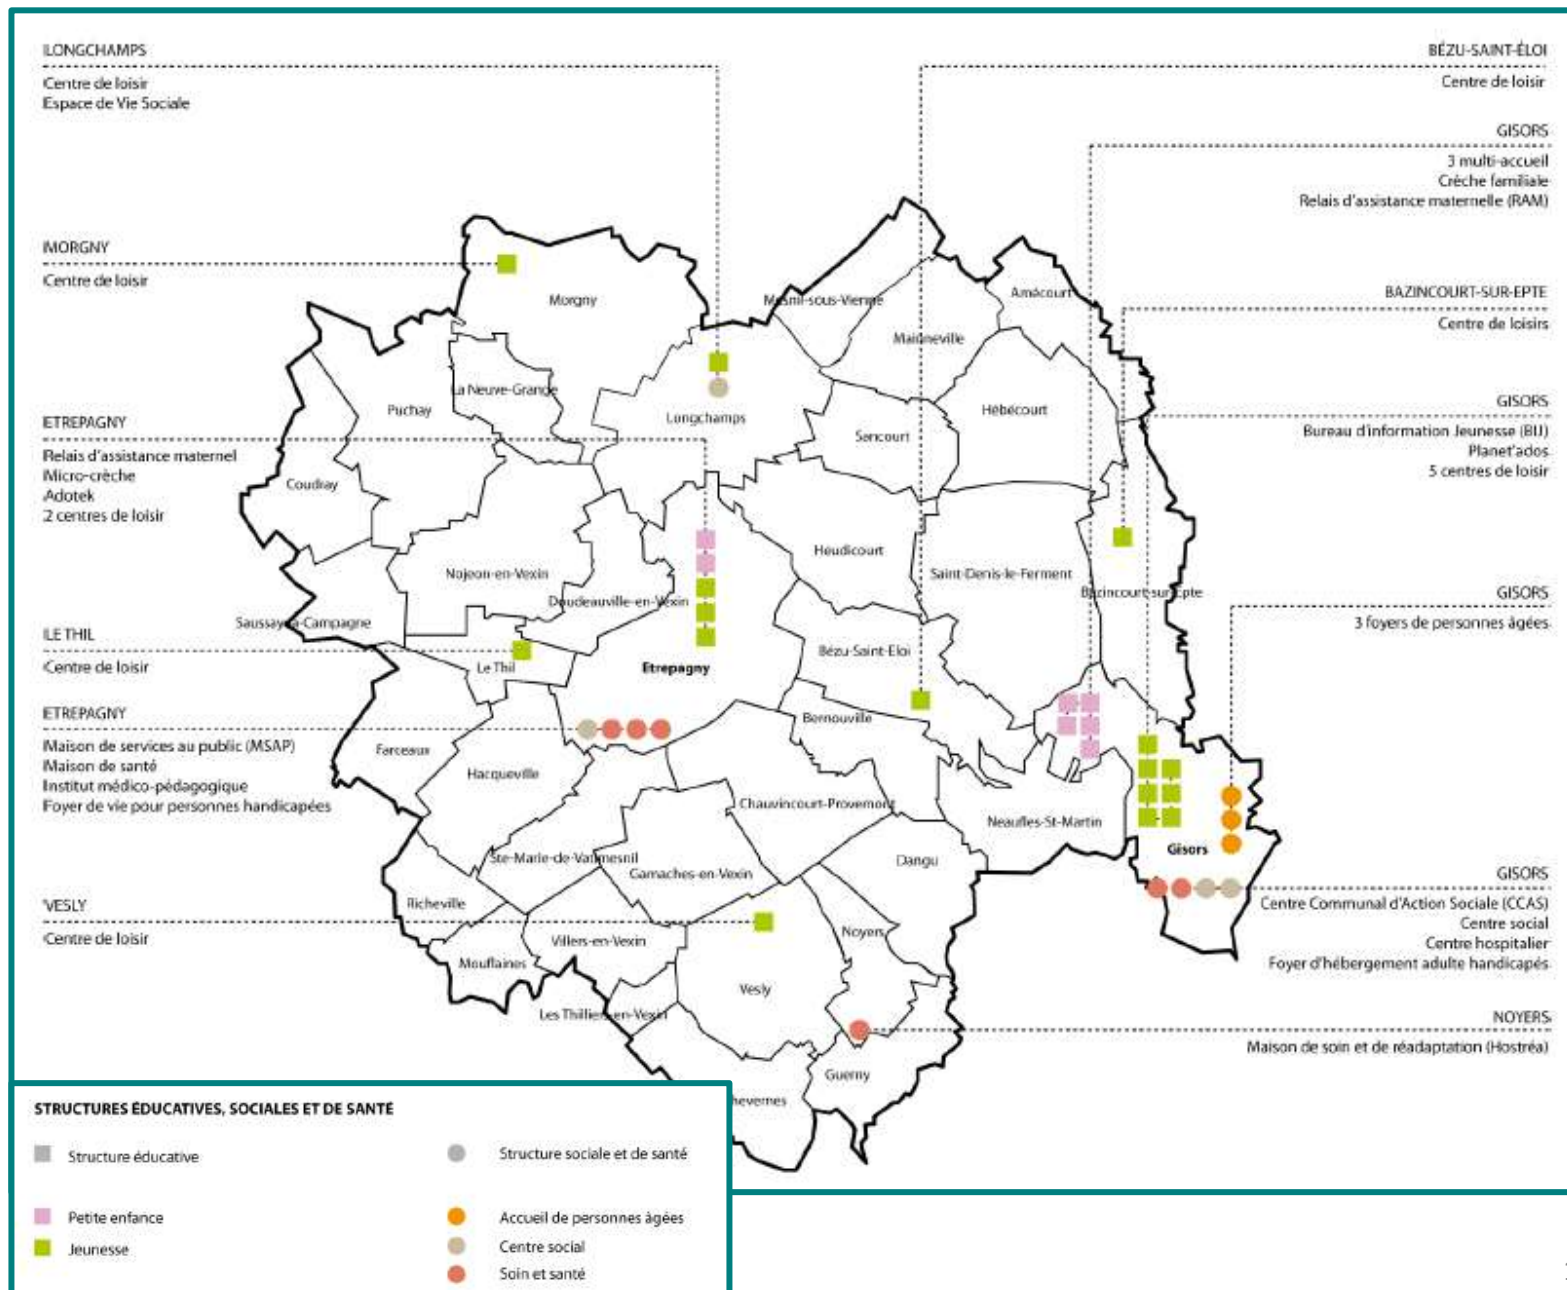 LONGCHAMPS
Centre de loisir
Espace de Vie Sociale
MORGNY
Centre de loisir
ETREPAGNY
Relais d'assistance maternel
Micro-crèche
Adotek
2 centres de loisir
LE THIL
Centre de loisir
ETREPAGNY
Maison de services au public (MSAP)
Maison de santé
Institut médico-pédagogique
Foyer de vie pour personnes handicapées
VESLY
Centre de loisir
BÉZU-SAINT-ÉLOI
Centre de loisir
GISORS
3 multi-accueil
Crèche familiale
Relais d'assistance maternelle (RAM)
BAZINCOURT-SUR-EPTE
Centre de loisirs
GISORS
Bureau d'information Jeunesse (BIJ)
Planet'ados
5 centres de loisir
GISORS
3 foyers de personnes âgées
GISORS
Centre Communal d'Action Sociale (CCAS)
Centre social
Centre hospitalier
Foyer d'hébergement adulte handicapés
NOYERS
Maison de soin et de réadaptation (Hostréa)
Morgny
Mesnil-sous-Vienne
Amécourt
Mainneville
La Neuve-Grange
Puchay
Longchamps
Hébécourt
Sancourt
Coudray
Heudicourt
Nojeon-en-Vexin
Saint-Denis-le-Ferment
Doudeauville-en-Vexin
Bazincourt-sur-Epte
Saussay-la-Campagne
Bézu-Saint-Eloi
Le Thil
Etrepagny
Bernouville
Farceaux
Hacqueville
Chauvincourt-Provemont
Neaufles-St-Martin
Gisors
Ste-Marie-de-Vatimesnil
Gamaches-en-Vexin
Dangu
Richeville
Villers-en-Vexin
Noyers
Mouflaines
Vesly
Les Thilliers-en-Vexin
Guerny
hevernes
STRUCTURES ÉDUCATIVES, SOCIALES ET DE SANTÉ
Structure éducative
Structure sociale et de santé
Petite enfance
Accueil de personnes âgées
Jeunesse
Centre social
Soin et santé